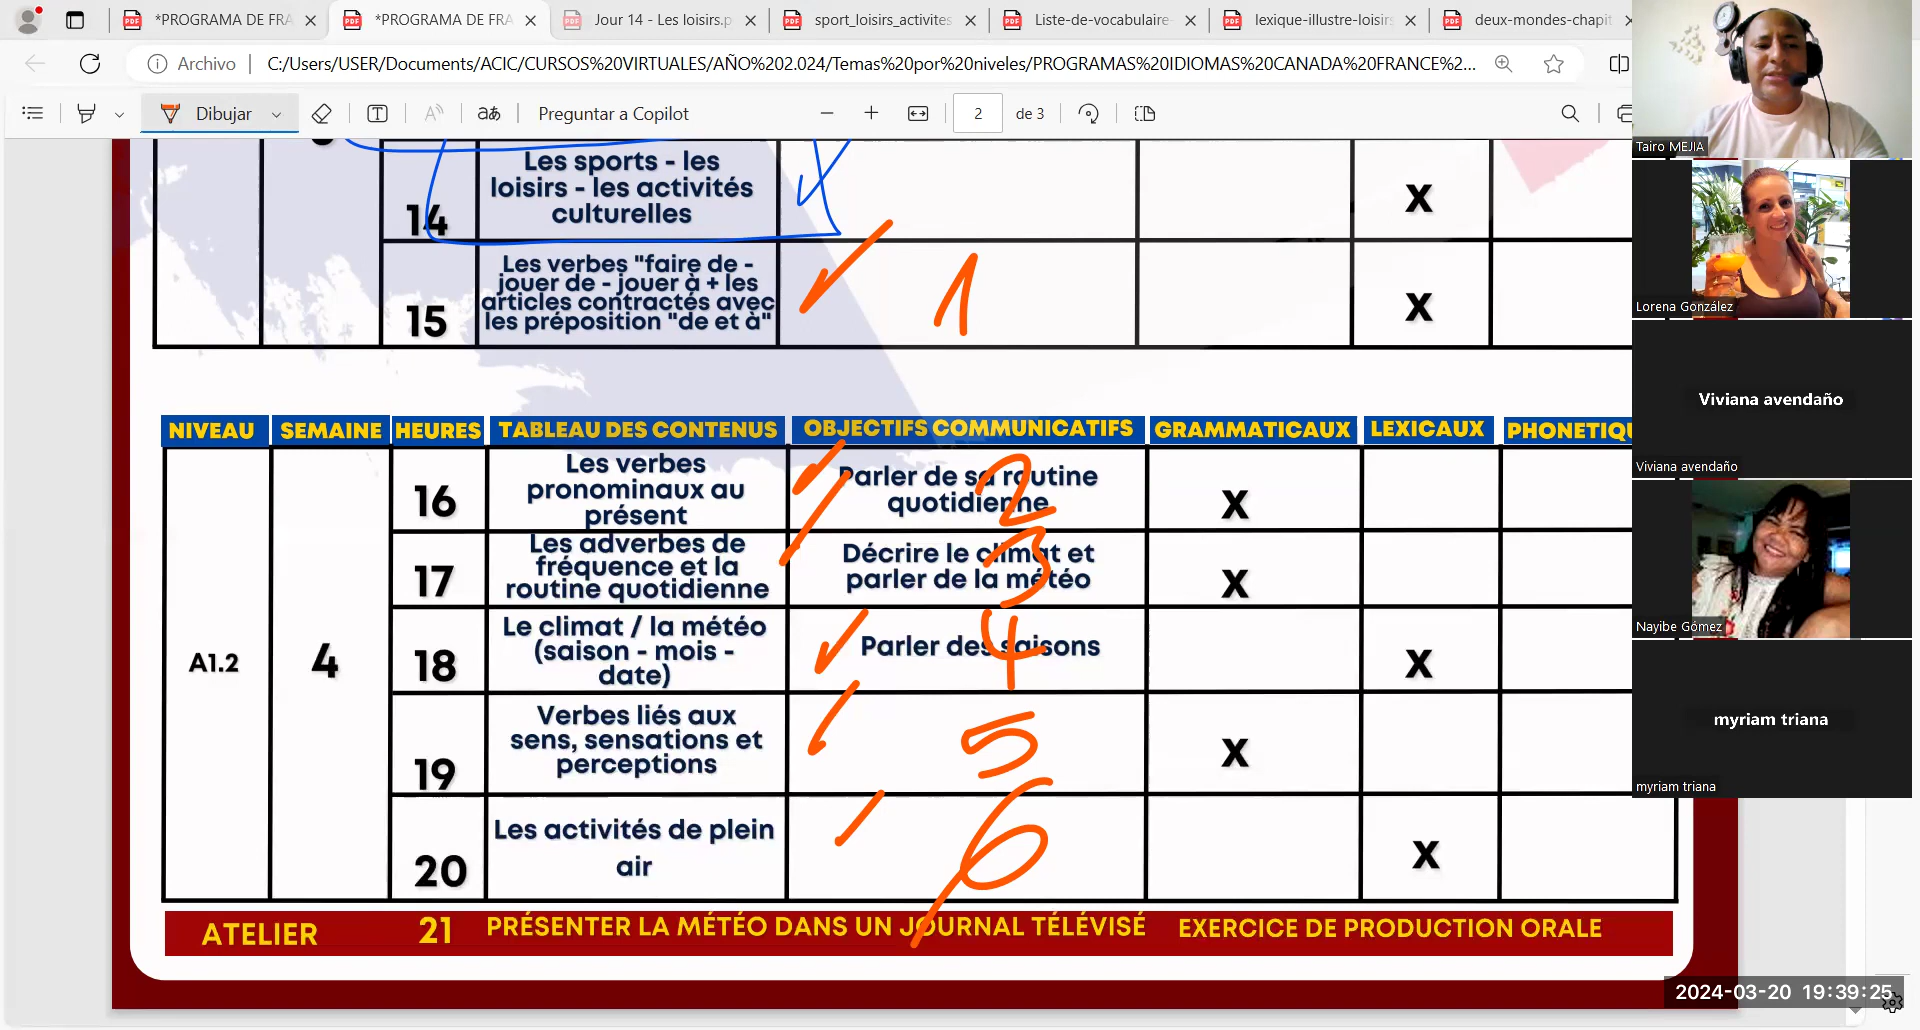 *PROGRAMA DE FRA
*PROGRAMA DE FRA
Jour 14 - Les loisirs.p
sport_loisirs_activites
Liste-de-vocabulaire-
lexique-illustre-loisirs
deux-mondes-chapit
Archivo
C:/Users/USER/Documents/ACIC/CURSOS%20VIRTUALES/AÑO%202.024/Temas%20por%20niveles/PROGRAMAS%20IDIOMAS%20CANADA%20FRANCE%2...
Dibujar
Preguntar a Copilot
2
de 3
14
Les sports - les
loisirs - les activités
culturelles
X
15
Les verbes "faire de -
jouer de - jouer à + les
articles contractés avec
les préposition "de et à"
1
X
NIVEAU
SEMAINE
HEURES
TABLEAU DES CONTENUS
OBJECTIFS COMMUNICATIFS
GRAMMATICAUX
LEXICAUX
PHONETIQU
A1.2
4
16
Les verbes
pronominaux au
présent
Parler de sa routine
quotidienne
2
X
17
Les adverbes de
fréquence et la
routine quotidienne
Décrire le climat et
parler de la météo
3
X
18
Le climat / la météo
(saison - mois -
date)
Parler des saisons
4
X
19
Verbes liés aux
sens, sensations et
perceptions
5
X
20
Les activités de plein
air
6
X
ATELIER
21
PRÉSENTER LA MÉTÉO DANS UN JOURNAL TÉLÉVISÉ
EXERCICE DE PRODUCTION ORALE
Tairo MEJIA
Lorena González
Viviana avendaño
Viviana avendaño
Nayibe Gómez
myriam triana
myriam triana
2024-03-20 19:39:25